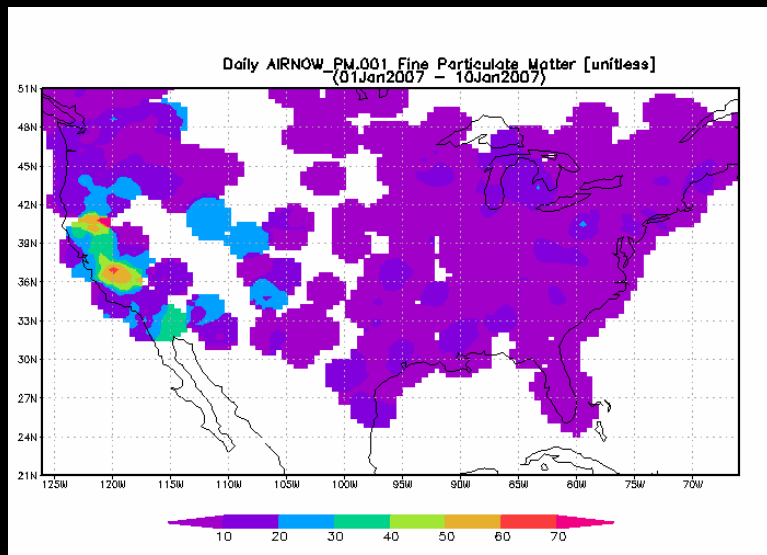 Daily AIRNOW_PM.001 Fine Particulate Matter [unitless]
(01Jan2007 - 10Jan2007)
51N
48N
45N
42N
39N
36N
33N
30N
27N
24N
21N
125W 120W 115W 110W 105W 100W 95W 90W 85W 80W 75W 70W
10 20 30 40 50 60 70